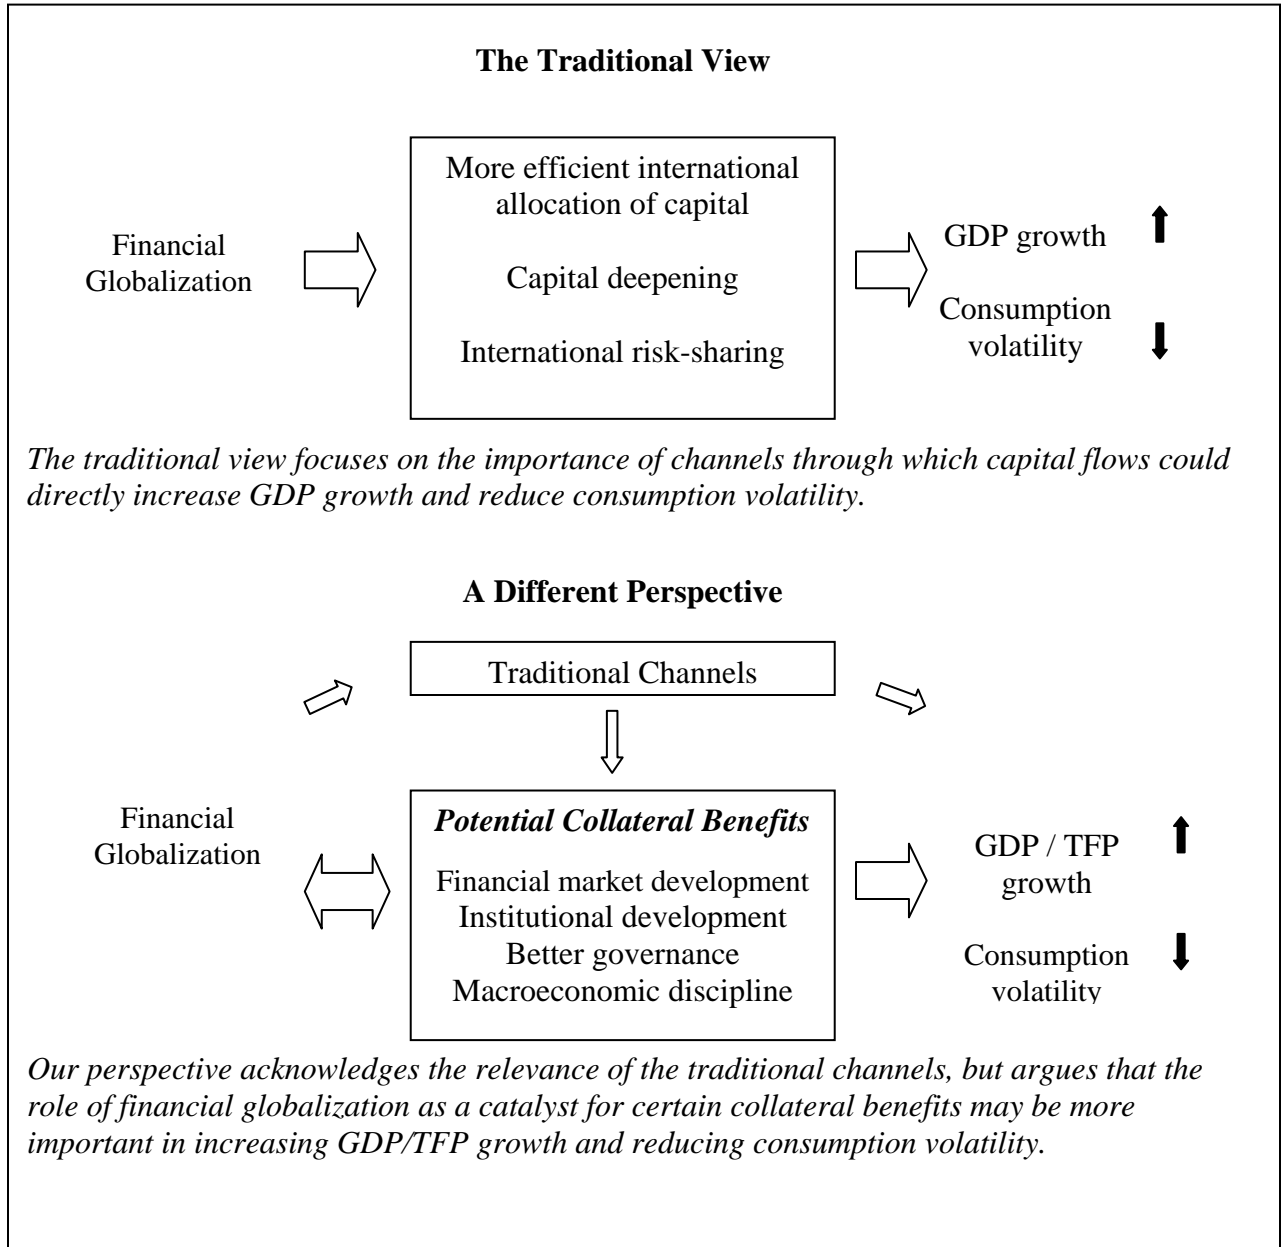 The Traditional View
More efficient international
allocation of capital
Financial
Globalization
Capital deepening
International risk-sharing
GDP growth
Consumption
volatility
The traditional view focuses on the importance of channels through which capital flows could
directly increase GDP growth and reduce consumption volatility.
A Different Perspective
Traditional Channels
Financial
Globalization
Potential Collateral Benefits
Financial market development
Institutional development
Better governance
Macroeconomic discipline
GDP / TFP
growth
Consumption
volatility
Our perspective acknowledges the relevance of the traditional channels, but argues that the
role of financial globalization as a catalyst for certain collateral benefits may be more
important in increasing GDP/TFP growth and reducing consumption volatility.